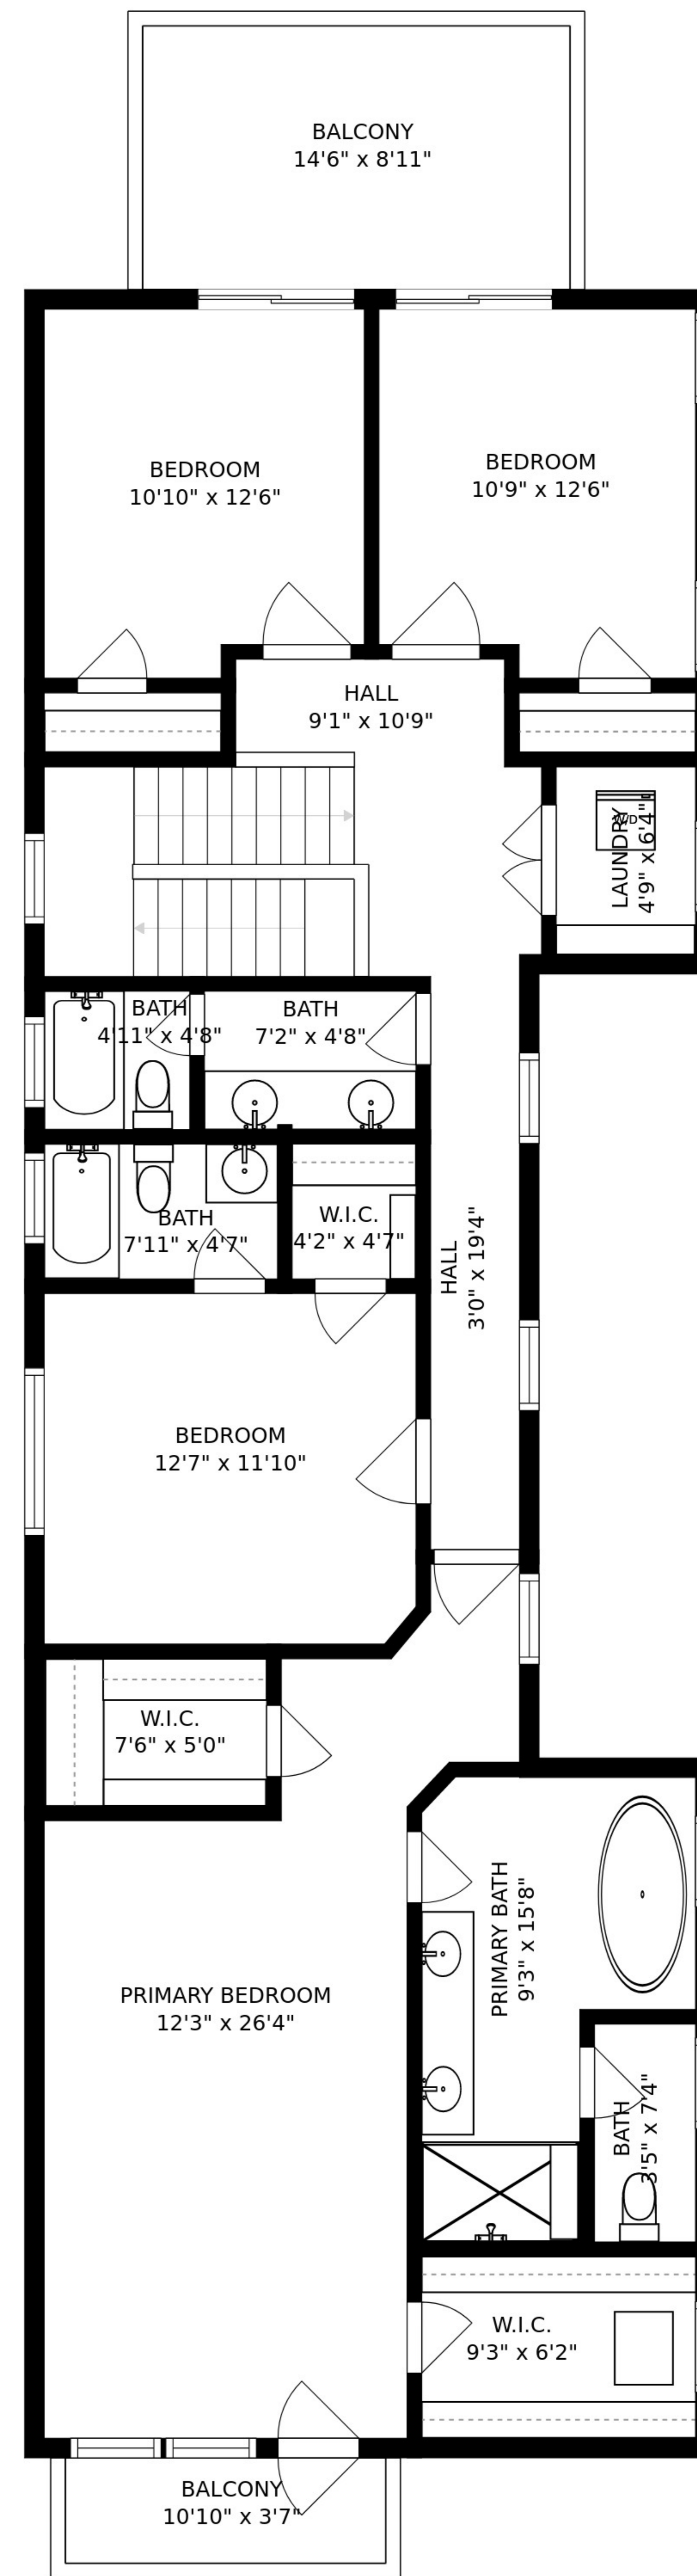 BALCONY
14'6" x 8'11"
BEDROOM
10'10" x 12'6"
BEDROOM
10'9" x 12'6"
HALL
9'1" x 10'9"
W/D
LAUNDRY
4'9" x 6'4"
BATH
4'11" x 4'8"
BATH
7'2" x 4'8"
BATH
7'11" x 4'7"
W.I.C.
4'2" x 4'7"
HALL
3'0" x 19'4"
BEDROOM
12'7" x 11'10"
W.I.C.
7'6" x 5'0"
PRIMARY BATH
9'3" x 15'8"
PRIMARY BEDROOM
12'3" x 26'4"
BATH
3'5" x 7'4"
W.I.C.
9'3" x 6'2"
BALCONY
10'10" x 3'7"